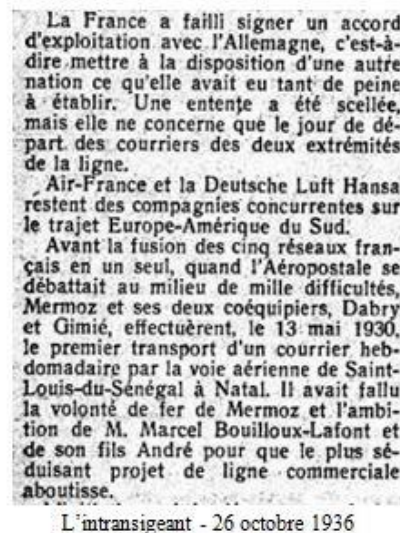 La France a failli signer un accord
d'exploitation avec l'Allemagne, c'est-à-
dire mettre à la disposition d'une autre
nation ce qu'elle avait eu tant de peine
à établir. Une entente a été scellée,
mais elle ne concerne que le jour de dé-
part des courriers des deux extrémités
de la ligne.
Air-France et la Deutsche Luft Hansa
restent des compagnies concurrentes sur
le trajet Europe-Amérique du Sud.
Avant la fusion des cinq réseaux fran-
çais en un seul, quand l'Aéropostale se
débattait au milieu de mille difficultés,
Mermoz et ses deux coéquipiers, Dabry
et Gimié, effectuèrent, le 13 mai 1930,
le premier transport d'un courrier heb-
domadaire par la voie aérienne de Saint-
Louis-du-Sénégal à Natal. Il avait fallu
la volonté de fer de Mermoz et l'ambi-
tion de M. Marcel Bouilloux-Lafont et
de son fils André pour que le plus sé-
duisant projet de ligne commerciale
aboutisse.
L'intransigeant - 26 octobre 1936